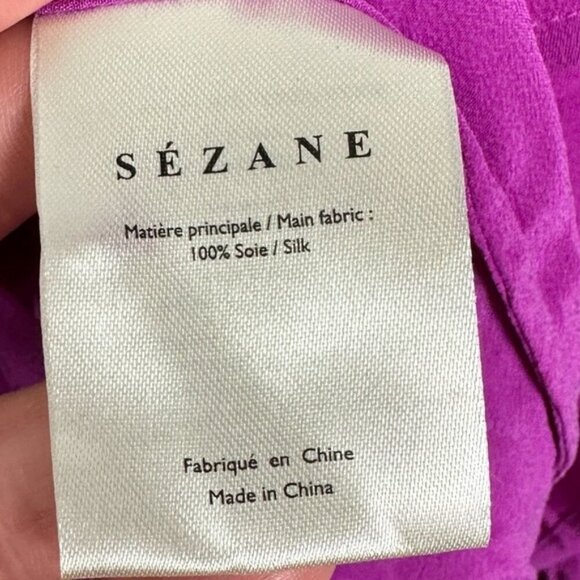 SÉZANE
Matière principale / Main fabric :
100% Soie / Silk
Fabriqué en Chine
Made in China